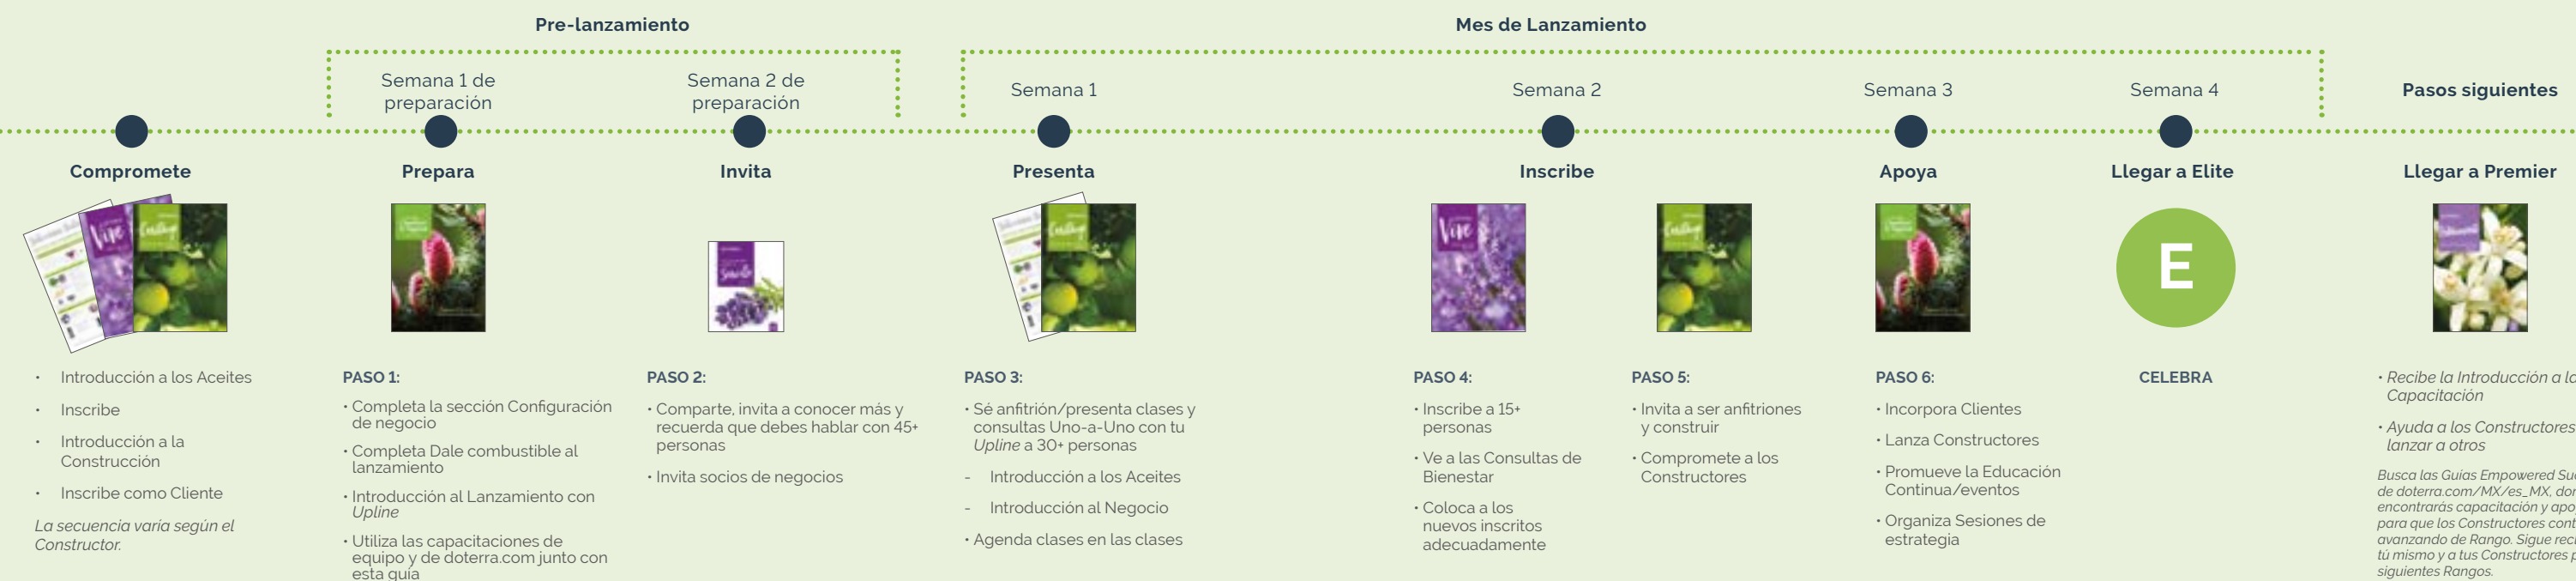 Pre-lanzamiento
Mes de Lanzamiento
Semana 1 de
preparación
Semana 2 de
preparación
Semana 1
Semana 2
Semana 3
Semana 4
Pasos siguientes
Compromete
Prepara
Invita
Presenta
Inscribe
Apoya
Llegar a Elite
Llegar a Premier
Vive
Vive
E
• Introducción a los Aceites
• Inscribe
• Introducción a la
Construcción
• Inscribe como Cliente
La secuencia varía según el
Constructor.
PASO 1:
• Completa la sección Configuración
de negocio
• Completa Dale combustible al
lanzamiento
• Introducción al Lanzamiento con
Upline
• Utiliza las capacitaciones de
equipo y de doterra.com junto con
esta guía
PASO 2:
• Comparte, invita a conocer más y
recuerda que debes hablar con 45+
personas
• Invita socios de negocios
PASO 3:
• Sé anfitrión/presenta clases y
consultas Uno-a-Uno con tu
Upline a 30+ personas
- Introducción a los Aceites
- Introducción al Negocio
• Agenda clases en las clases
PASO 4:
• Inscribe a 15+
personas
• Ve a las Consultas de
Bienestar
• Coloca a los
nuevos inscritos
adecuadamente
PASO 5:
• Invita a ser anfitriones
y construir
• Compromete a los
Constructores
PASO 6:
• Incorpora Clientes
• Lanza Constructores
• Promueve la Educación
Continua/eventos
• Organiza Sesiones de
estrategia
CELEBRA
• Recibe la Introducción a la
Capacitación
• Ayuda a los Constructores
lanzar a otros
Busca las Guías Empowered
de doterra.com/MX/es_MX,
encontrarás capacitación y
para que los Constructores
avanzando de Rango. Sigue
tú mismo y a tus Constructores
siguientes Rangos.